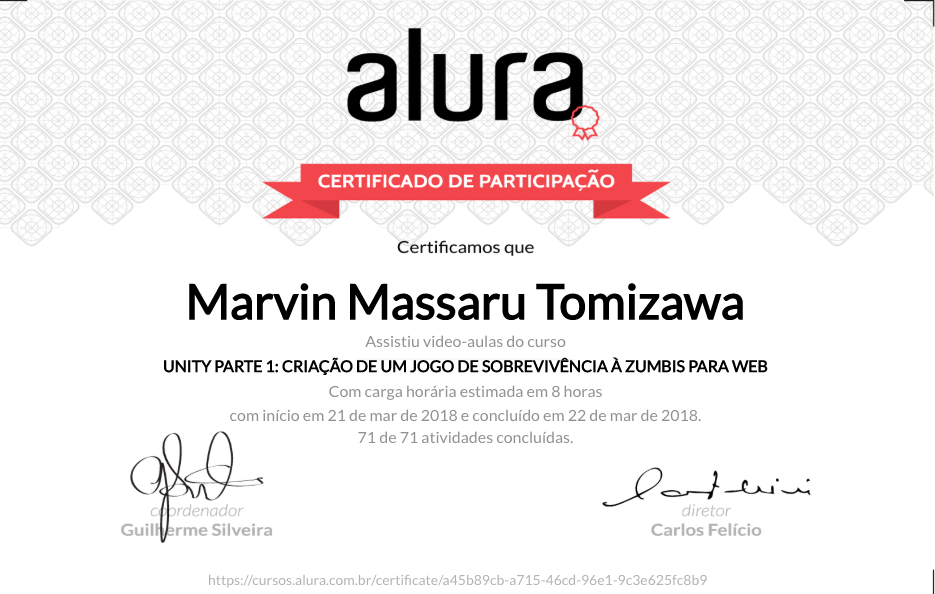 alura
CERTIFICADO DE PARTICIPAÇÃO
Certificamos que
Marvin Massaru Tomizawa
Assistiu video-aulas do curso
UNITY PARTE 1: CRIAÇÃO DE UM JOGO DE SOBREVIVÊNCIA À ZUMBIS PARA WEB
Com carga horária estimada em 8 horas
com início em 21 de mar de 2018 e concluído em 22 de mar de 2018.
71 de 71 atividades concluídas.
coordenador
Guilherme Silveira
diretor
Carlos Felício
https://cursos.alura.com.br/certificate/a45b89cb-a715-46cd-96e1-9c3e625fc8b9